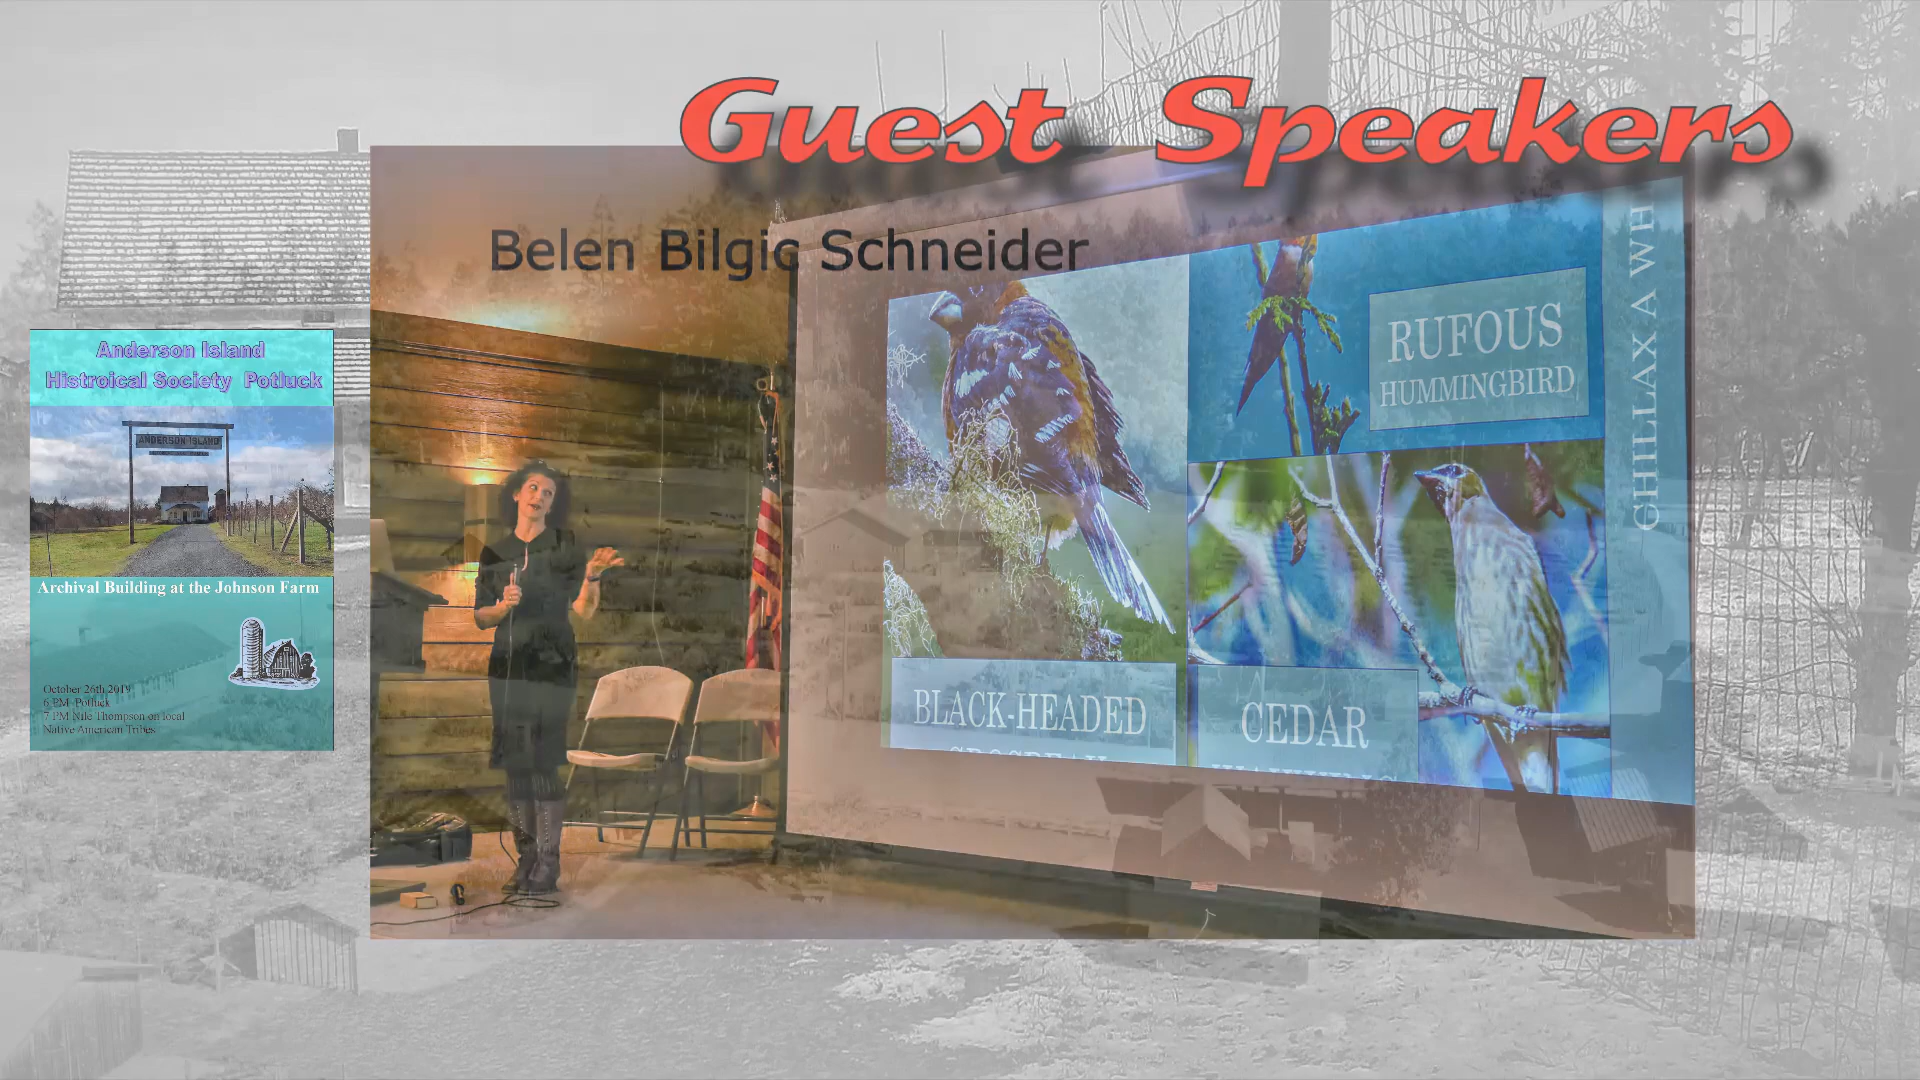 Guest Speakers
Belen Bilgic Schneider
RUFOUS
HUMMINGBIRD
CHILLAX A WH
BLACK-HEADED
CEDAR
Anderson Island
Histroical Society Potluck
ANDERSON ISLAND
Archival Building at the Johnson Farm
October 26th 2019
6 PM Potluck
7 PM Nile Thompson on local
Native American Tribes